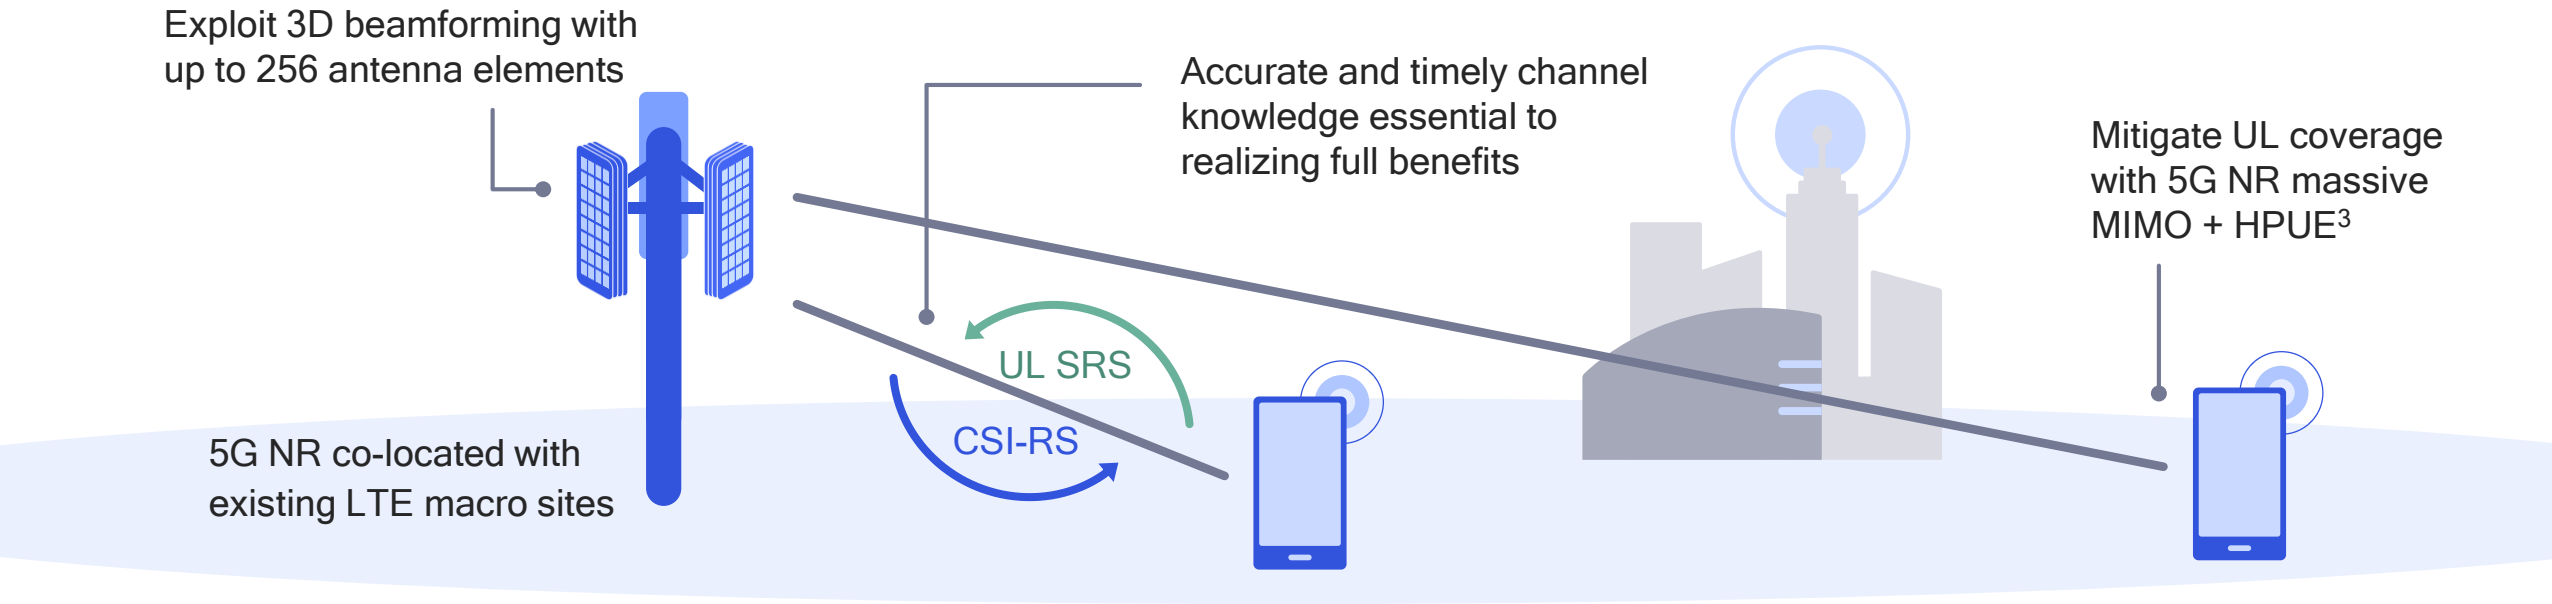 Exploit 3D beamforming with
up to 256 antenna elements
Accurate and timely channel
knowledge essential to
realizing full benefits
Mitigate UL coverage
with 5G NR massive
MIMO + HPUE³
UL SRS
CSI-RS
5G NR co-located with
existing LTE macro sites